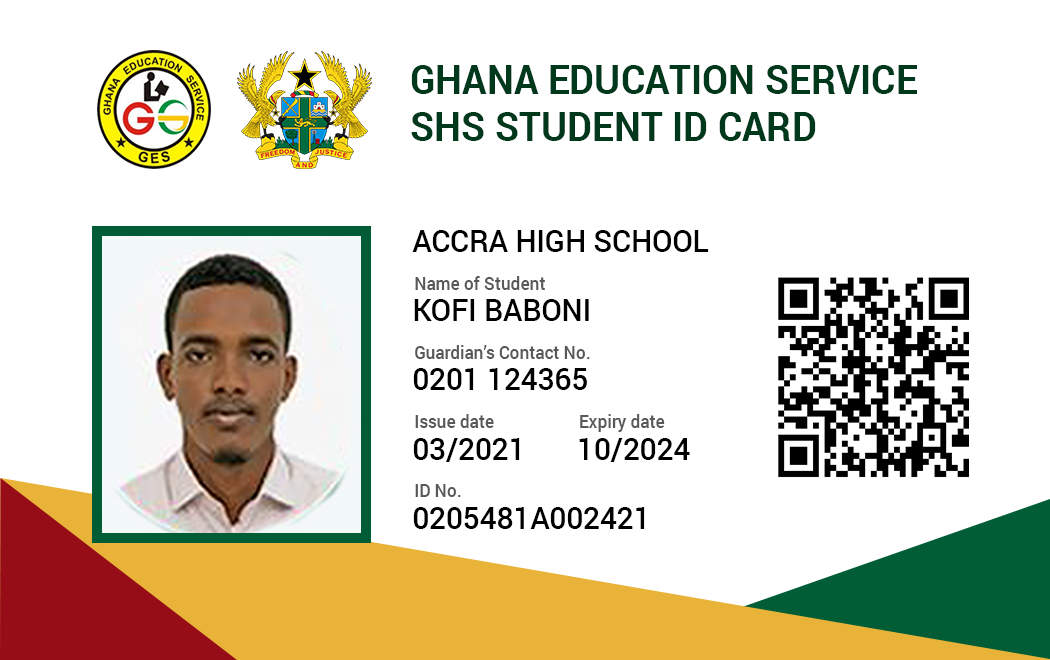 GHANA EDUCATION SERVICE
GES
FREEDOM AND JUSTICE
GHANA EDUCATION SERVICE
SHS STUDENT ID CARD
ACCRA HIGH SCHOOL
Name of Student
KOFI BABONI
Guardian's Contact No.
0201 124365
Issue date Expiry date
03/2021 10/2024
ID No.
0205481A002421